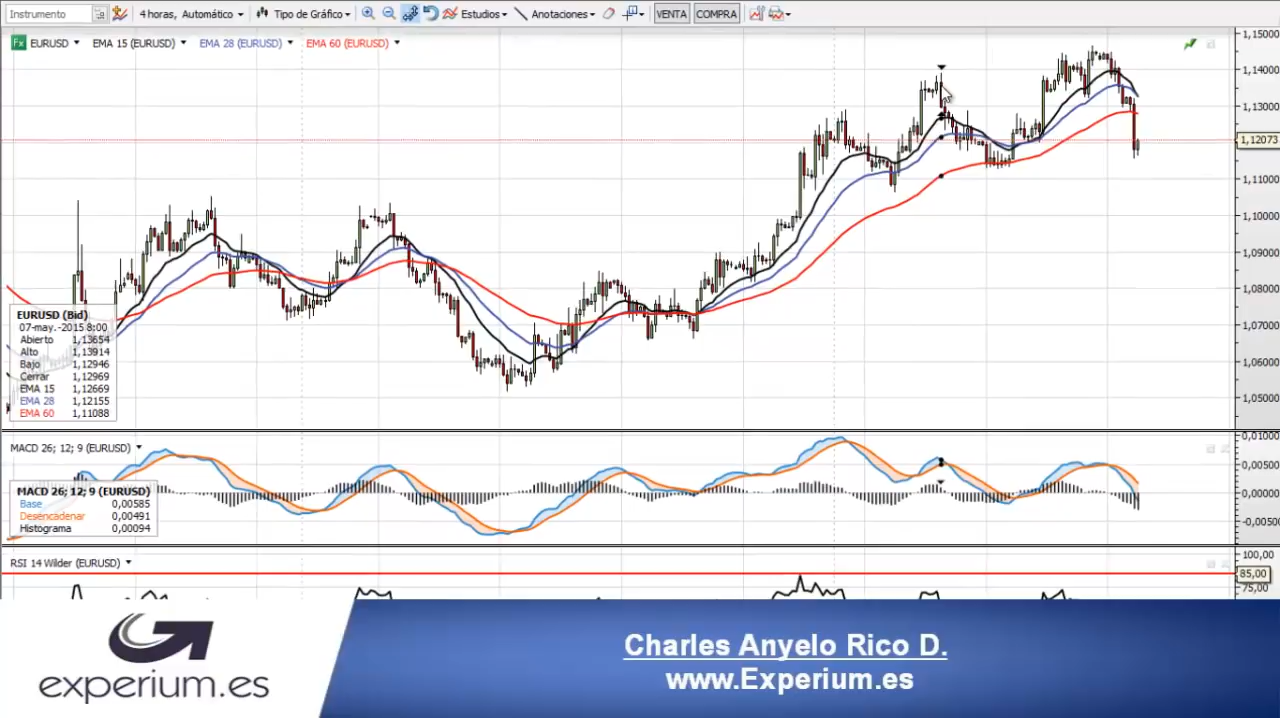 Instrumento 4 horas, Automático Tipo de Gráfico Estudios Anotaciones VENTA COMPRA
EURUSD EMA 15 (EURUSD) EMA 28 (EURUSD) EMA 60 (EURUSD)
1,15000
1,14000
1,13000
1,12073
1,11000
1,10000
1,09000
1,08000
1,07000
1,06000
1,05000
EURUSD (Bid)
07-may.-2015 8:00
Abierto 1,13654
Alto 1,13914
Bajo 1,12946
Cerrar 1,12969
EMA 15 1,12669
EMA 28 1,12155
EMA 60 1,11088
MACD 26; 12; 9 (EURUSD)
0,01000
0,00500
0,00000
-0,00500
MACD 26; 12; 9 (EURUSD)
Base 0,00585
Desencadenar 0,00491
Histograma 0,00094
RSI 14 Wilder (EURUSD)
100,00
85,00
75,00
experium.es
Charles Anyelo Rico D.
www.Experium.es